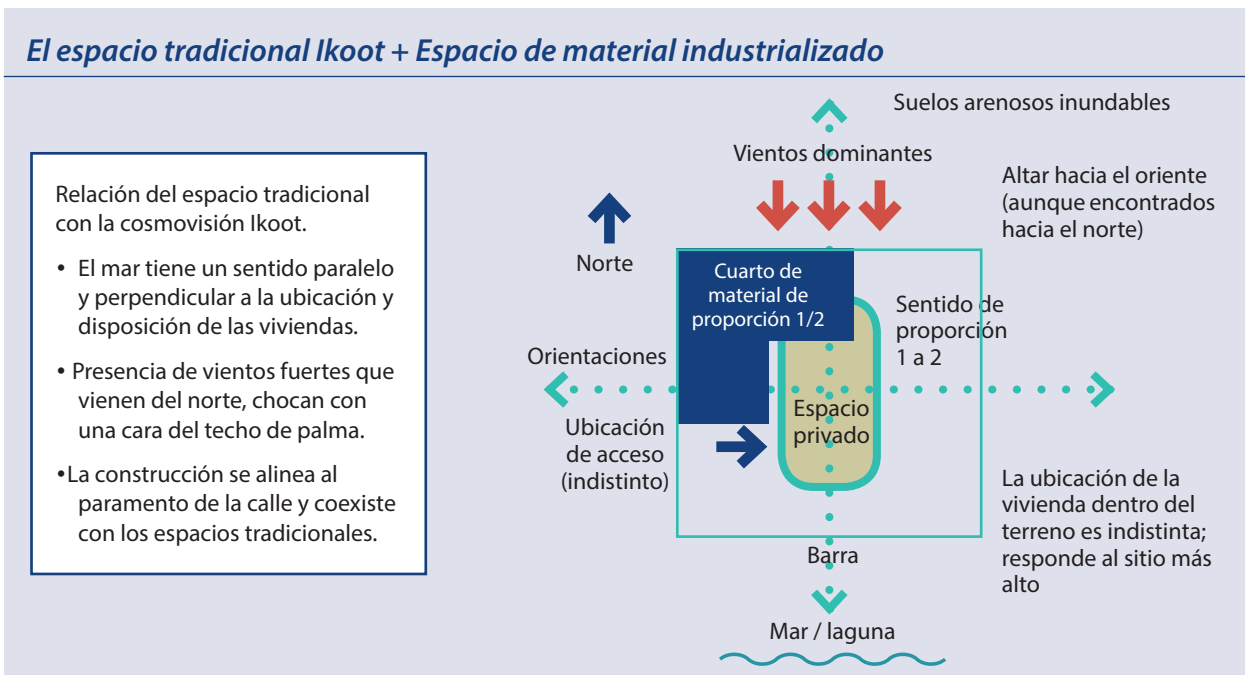 El espacio tradicional Ikoot + Espacio de material industrializado
Relación del espacio tradicional
con la cosmovisión Ikoot.
• El mar tiene un sentido paralelo
y perpendicular a la ubicación y
disposición de las viviendas.
• Presencia de vientos fuertes que
vienen del norte, chocan con
una cara del techo de palma.
•La construcción se alinea al
paramento de la calle y coexiste
con los espacios tradicionales.
Suelos arenosos inundables
Vientos dominantes
Altar hacia el oriente
(aunque encontrados
hacia el norte)
Norte
Cuarto de
material de
proporción 1/2
Sentido de
proporción
1 a 2
Orientaciones
Ubicación
de acceso
(indistinto)
Espacio
privado
La ubicación de la
vivienda dentro del
terreno es indistinta;
responde al sitio más
alto
Barra
Mar / laguna